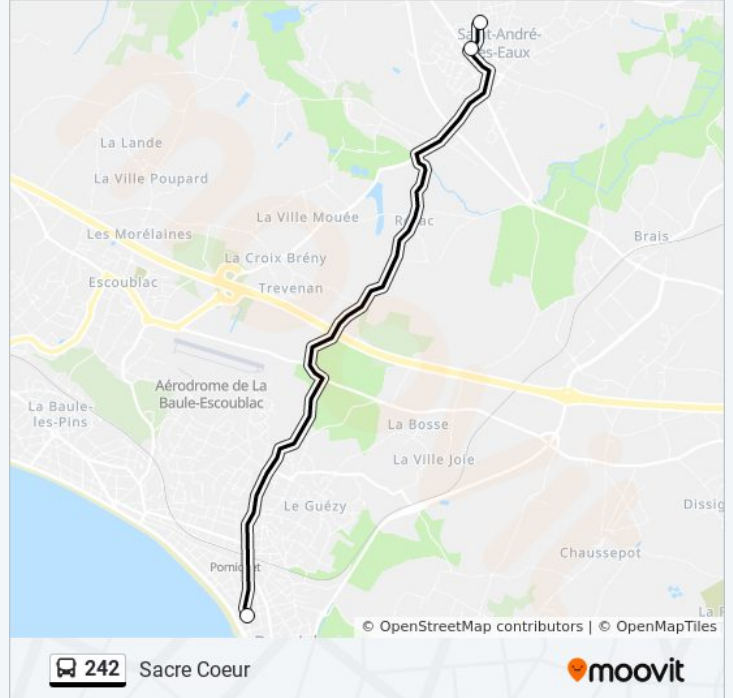 Saint-André-
des-Eaux
La Lande
La Ville Poupard
La Ville Mouée
Les Morélaines
Brais
La Croix Brény
Escoublac
Trevenan
Aérodrome de La
Baule-Escoublac
La Baule-
les-Pins
La Bosse
La Ville Joie
Le Guézy
Chaussepot
© OpenStreetMap contributors | © OpenMapTiles
242 Sacre Coeur
moovit